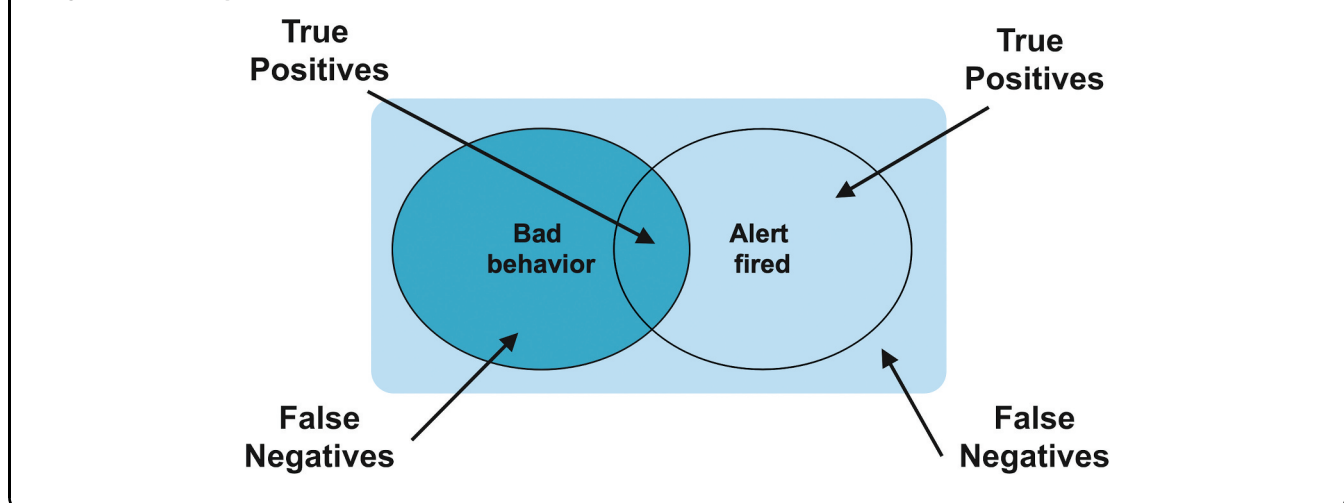 True
Positives
True
Positives
Bad
behavior
Alert
fired
False
Negatives
False
Negatives